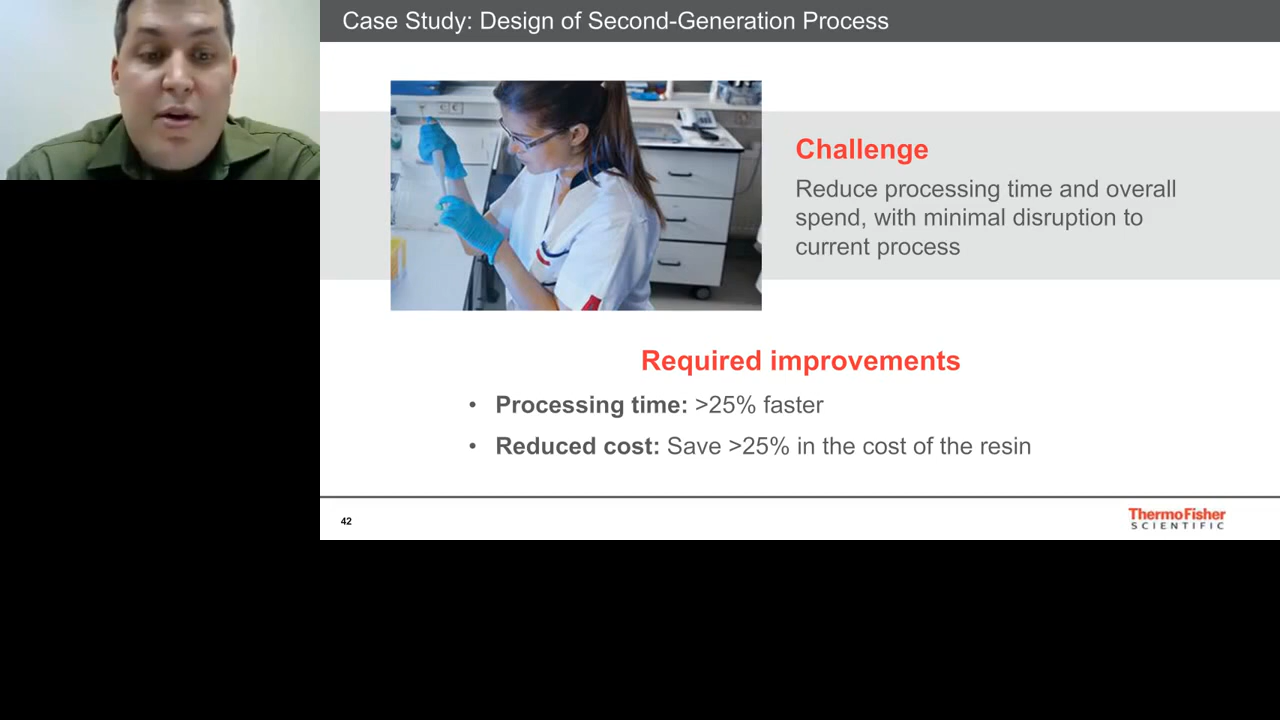 Case Study: Design of Second-Generation Process
Challenge
Reduce processing time and overall
spend, with minimal disruption to
current process
Required improvements
• Processing time: >25% faster
• Reduced cost: Save >25% in the cost of the resin
42
ThermoFisher
SCIENTIFIC